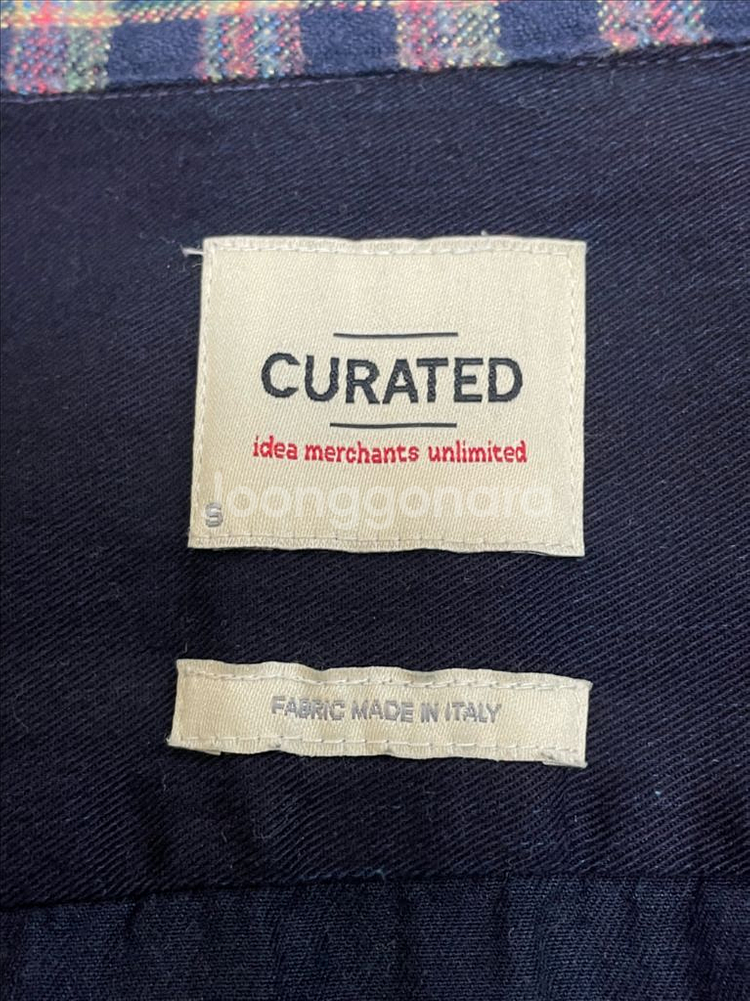 CURATED
idea merchants unlimited
joonggonara
S
FABRIC MADE IN ITALY